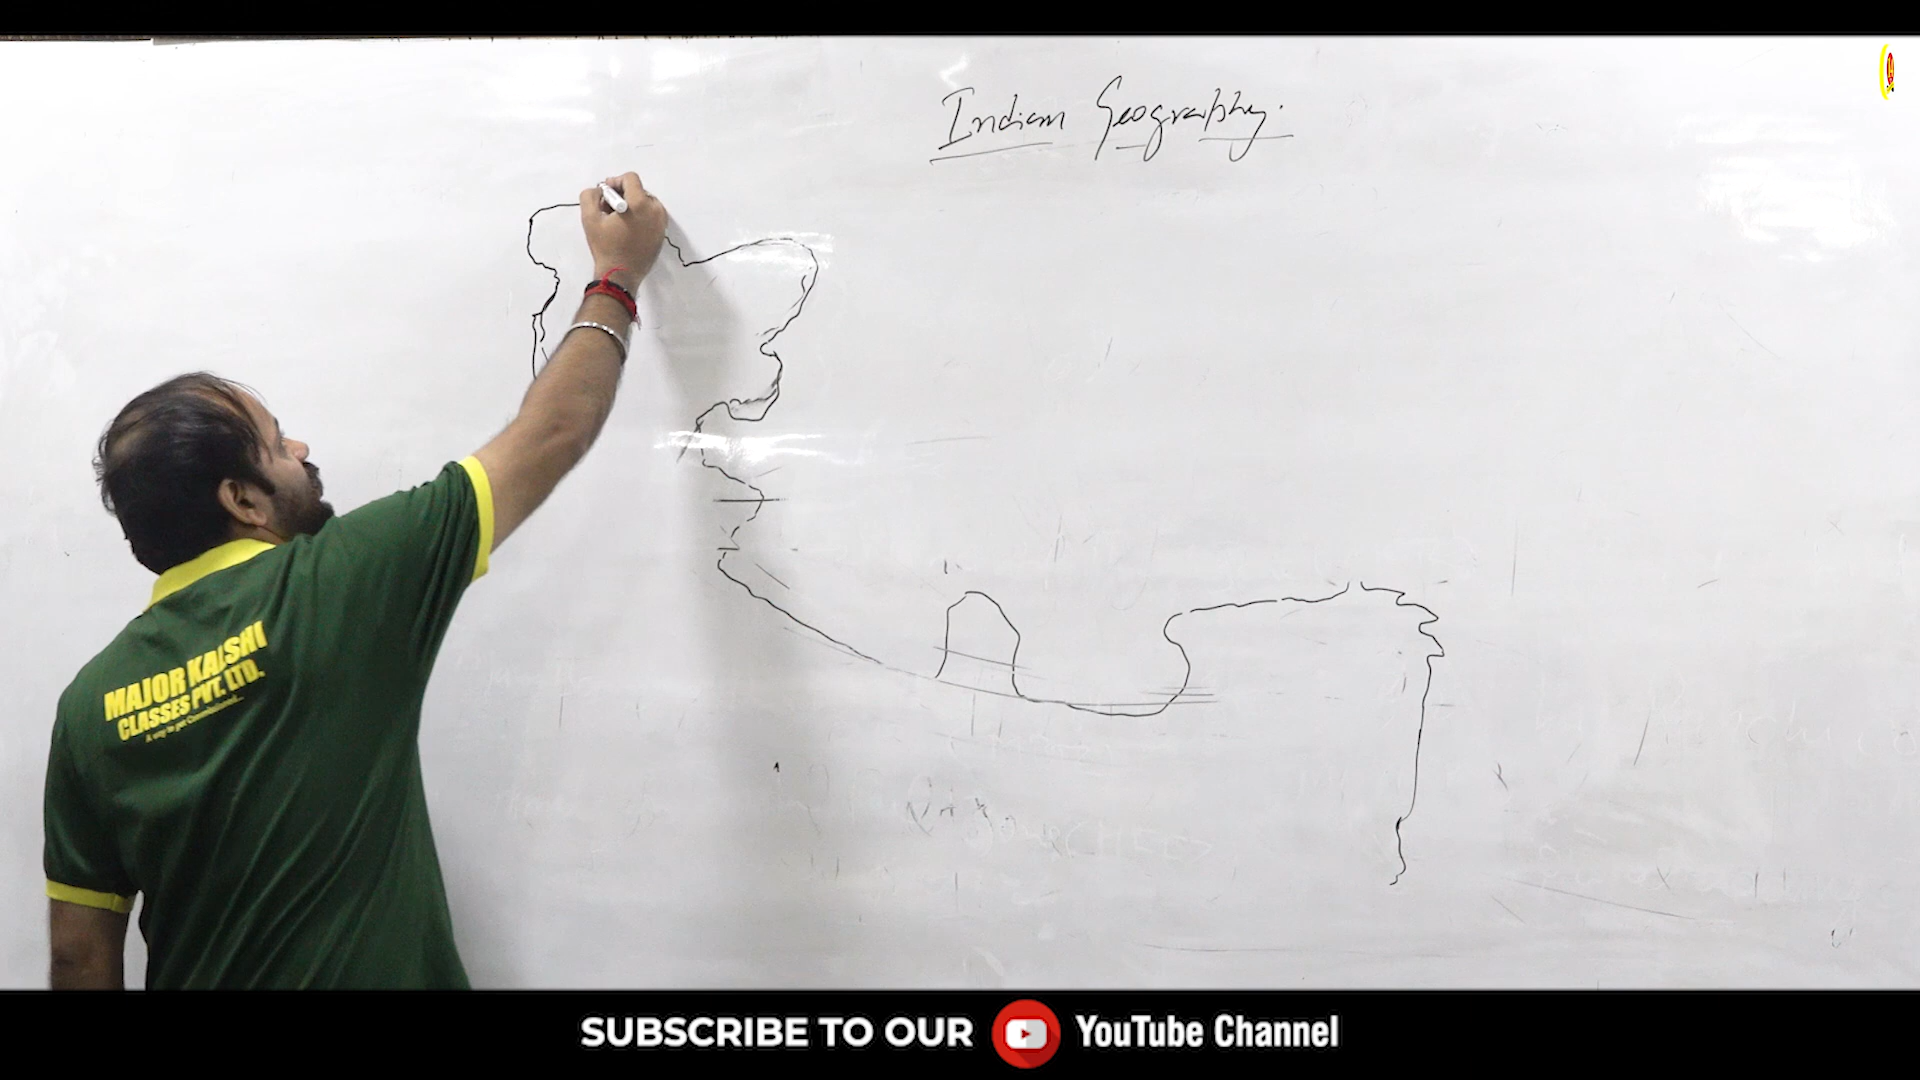 Indian Geography.
MAJOR KALSHI
CLASSES PVT. LTD.
SUBSCRIBE TO OUR YouTube Channel